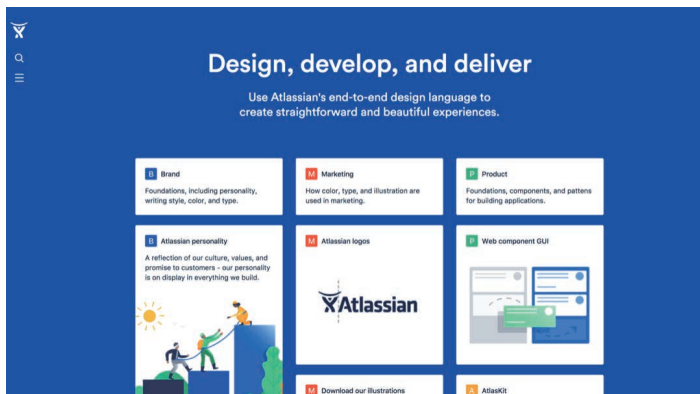 Design, develop, and deliver
Use Atlassian's end-to-end design language to
create straightforward and beautiful experiences.
B Brand
Foundations, including personality,
writing style, color, and type.
M Marketing
How color, type, and illustration are
used in marketing.
P Product
Foundations, components, and pattens
for building applications.
B Atlassian personality
A reflection of our culture, values, and
promise to customers - our personality
is on display in everything we build.
M Atlassian logos
Atlassian
P Web component GUI
M Download our illustrations
A AtlasKit